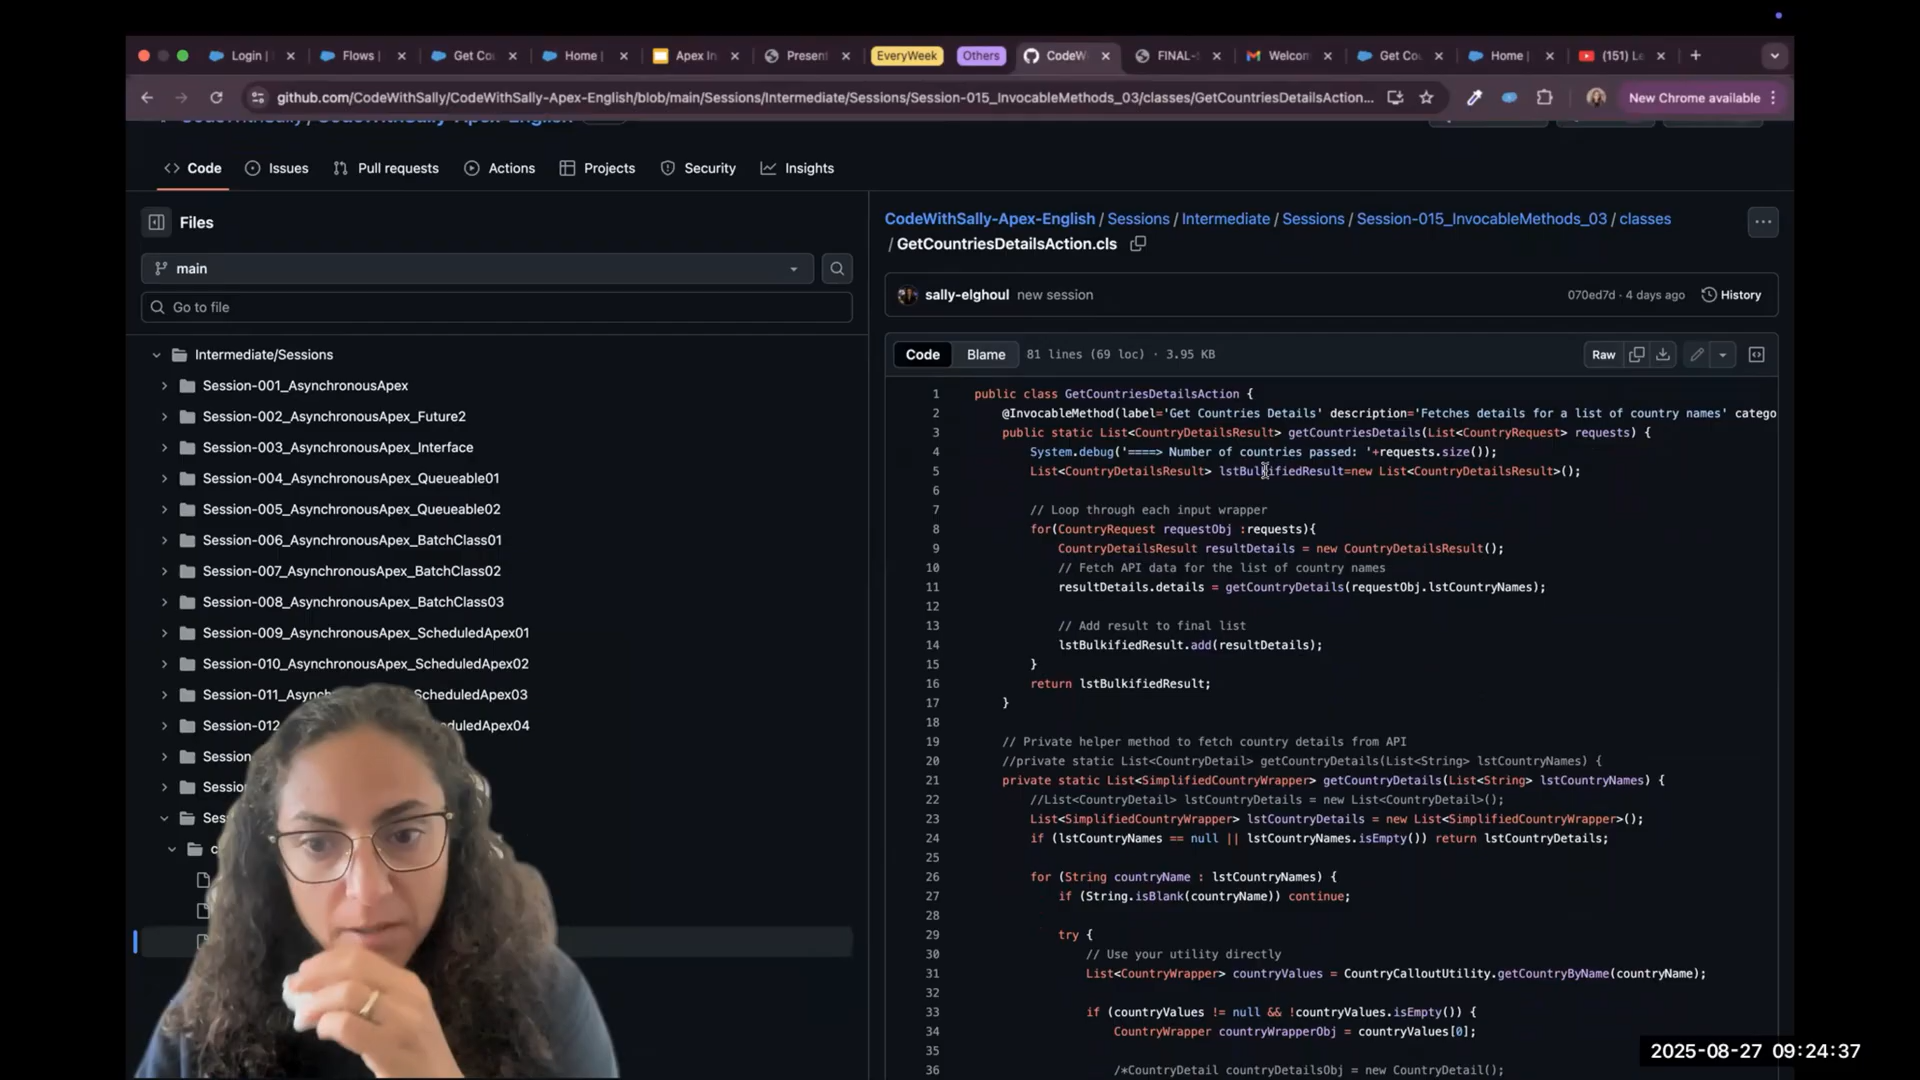 Login |
Flows |
Get Co
Home |
Apex In
Present
EveryWeek
Others
CodeW
FINAL-
Welcom
Get Co
Home |
(151) Le
github.com/CodeWithSally/CodeWithSally-Apex-English/blob/main/Sessions/Intermediate/Sessions/Session-015_InvocableMethods_03/classes/GetCountriesDetailsAction...
New Chrome available
Code
Issues
Pull requests
Actions
Projects
Security
Insights
Files
main
Go to file
Intermediate/Sessions
Session-001_AsynchronousApex
Session-002_AsynchronousApex_Future2
Session-003_AsynchronousApex_Interface
Session-004_AsynchronousApex_Queueable01
Session-005_AsynchronousApex_Queueable02
Session-006_AsynchronousApex_BatchClass01
Session-007_AsynchronousApex_BatchClass02
Session-008_AsynchronousApex_BatchClass03
Session-009_AsynchronousApex_ScheduledApex01
Session-010_AsynchronousApex_ScheduledApex02
Session-011_Async ScheduledApex03
Session-012 duledApex04
Session
Sessio
Ses
c
CodeWithSally-Apex-English / Sessions / Intermediate / Sessions / Session-015_InvocableMethods_03 / classes
/ GetCountriesDetailsAction.cls
sally-elghoul new session
070ed7d · 4 days ago
History
Code
Blame
81 lines (69 loc) · 3.95 KB
Raw
1 public class GetCountriesDetailsAction {
2 @InvocableMethod(label='Get Countries Details' description='Fetches details for a list of country names' catego
3 public static List<CountryDetailsResult> getCountriesDetails(List<CountryRequest> requests) {
4 System.debug('====> Number of countries passed: '+requests.size());
5 List<CountryDetailsResult> lstBulkifiedResult=new List<CountryDetailsResult>();
6
7 // Loop through each input wrapper
8 for(CountryRequest requestObj :requests){
9 CountryDetailsResult resultDetails = new CountryDetailsResult();
10 // Fetch API data for the list of country names
11 resultDetails.details = getCountryDetails(requestObj.lstCountryNames);
12
13 // Add result to final list
14 lstBulkifiedResult.add(resultDetails);
15 }
16 return lstBulkifiedResult;
17 }
18
19 // Private helper method to fetch country details from API
20 //private static List<CountryDetail> getCountryDetails(List<String> lstCountryNames) {
21 private static List<SimplifiedCountryWrapper> getCountryDetails(List<String> lstCountryNames) {
22 //List<CountryDetail> lstCountryDetails = new List<CountryDetail>();
23 List<SimplifiedCountryWrapper> lstCountryDetails = new List<SimplifiedCountryWrapper>();
24 if (lstCountryNames == null || lstCountryNames.isEmpty()) return lstCountryDetails;
25
26 for (String countryName : lstCountryNames) {
27 if (String.isBlank(countryName)) continue;
28
29 try {
30 // Use your utility directly
31 List<CountryWrapper> countryValues = CountryCalloutUtility.getCountryByName(countryName);
32
33 if (countryValues != null && !countryValues.isEmpty()) {
34 CountryWrapper countryWrapperObj = countryValues[0];
35
36 /*CountryDetail countryDetailsObj = new CountryDetail();
2025-08-27 09:24:37